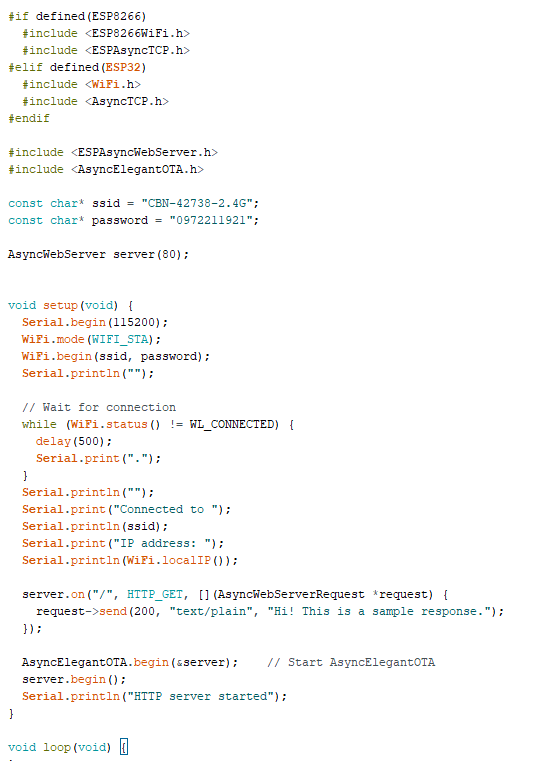 #if defined(ESP8266)
  #include <ESP8266WiFi.h>
  #include <ESPAsyncTCP.h>
#elif defined(ESP32)
  #include <WiFi.h>
  #include <AsyncTCP.h>
#endif

#include <ESPAsyncWebServer.h>
#include <AsyncElegantOTA.h>

const char* ssid = "CBN-42738-2.4G";
const char* password = "0972211921";

AsyncWebServer server(80);


void setup(void) {
  Serial.begin(115200);
  WiFi.mode(WIFI_STA);
  WiFi.begin(ssid, password);
  Serial.println("");

  // Wait for connection
  while (WiFi.status() != WL_CONNECTED) {
    delay(500);
    Serial.print(".");
  }
  Serial.println("");
  Serial.print("Connected to ");
  Serial.println(ssid);
  Serial.print("IP address: ");
  Serial.println(WiFi.localIP());

  server.on("/", HTTP_GET, [](AsyncWebServerRequest *request) {
    request->send(200, "text/plain", "Hi! This is a sample response.");
  });

  AsyncElegantOTA.begin(&server);    // Start AsyncElegantOTA
  server.begin();
  Serial.println("HTTP server started");
}

void loop(void) {